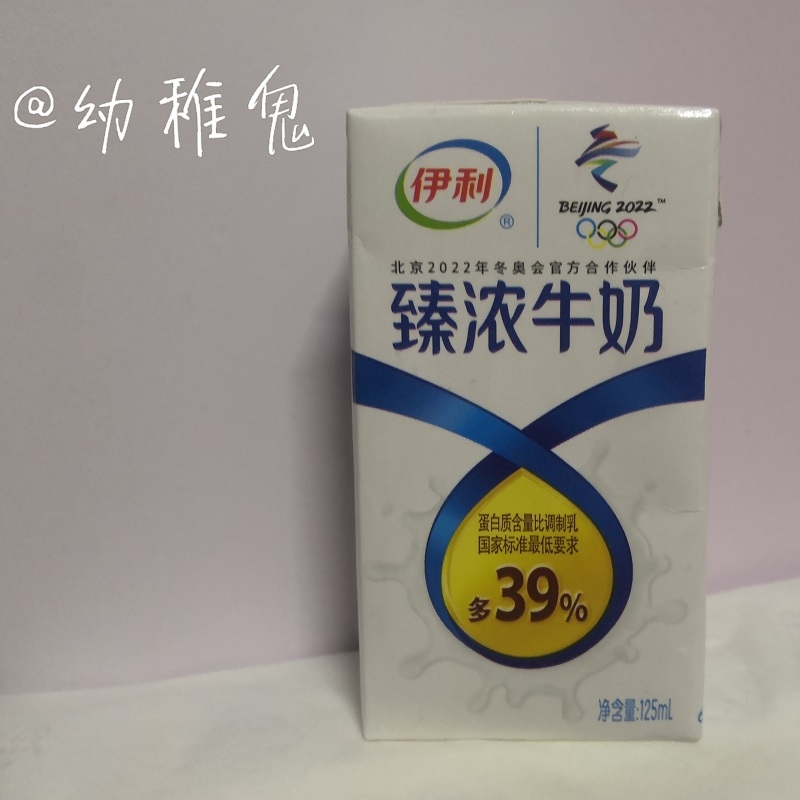 @幼稚鬼
伊利
®
BEIJING 2022™
北京2022年冬奥会官方合作伙伴
臻浓牛奶
蛋白质含量比调制乳
国家标准最低要求
多39%
净含量:125mL